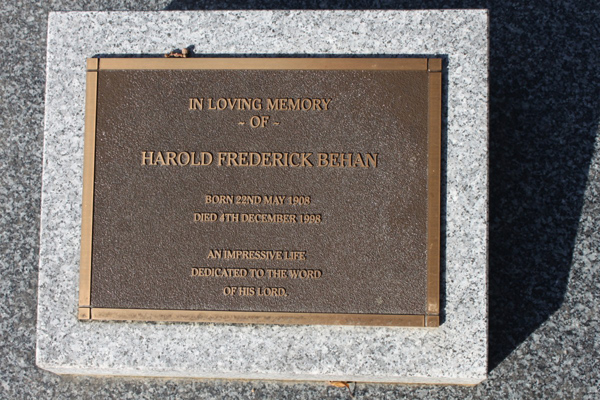 IN LOVING MEMORY
~ OF ~
HAROLD FREDERICK BEHAN
BORN 22ND MAY 1908
DIED 4TH DECEMBER 1998
AN IMPRESSIVE LIFE
DEDICATED TO THE WORD
OF HIS LORD.